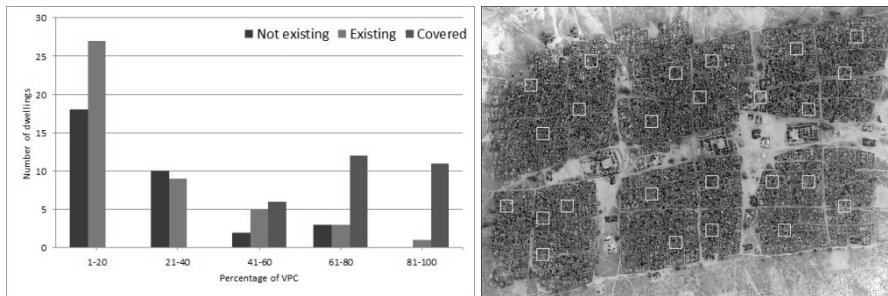 30
25
20
15
10
5
0
Number of dwellings
Not existing Existing Covered
1-20 21-40 41-60 61-80 81-100
Percentage of VPC